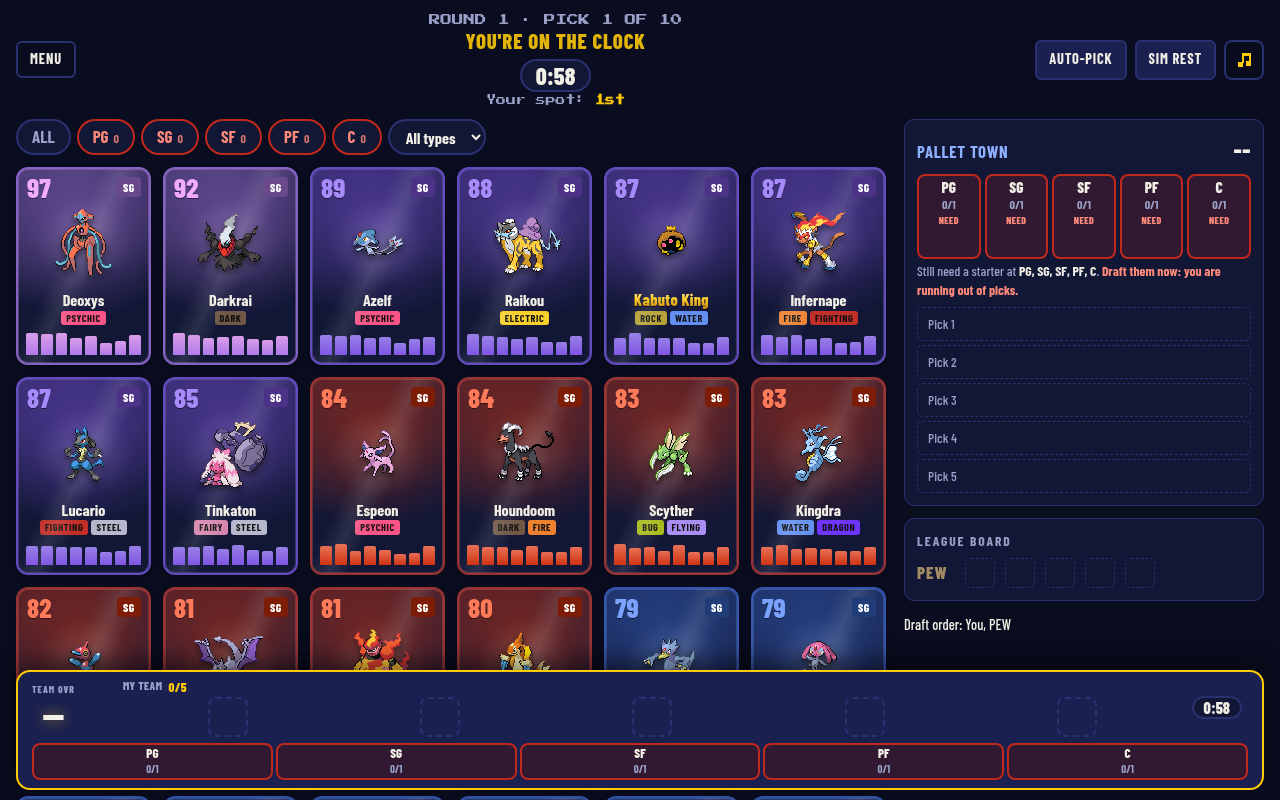 ROUND 1 · PICK 1 OF 10
MENU
YOU'RE ON THE CLOCK
0:58
Your spot: 1st
AUTO-PICK
SIM REST
ALL
PG 0
SG 0
SF 0
PF 0
C 0
All types
97 SG
Deoxys
PSYCHIC
92 SG
Darkrai
DARK
89 SG
Azelf
PSYCHIC
88 SG
Raikou
ELECTRIC
87 SG
Kabuto King
ROCK WATER
87 SG
Infernape
FIRE FIGHTING
87 SG
Lucario
FIGHTING STEEL
85 SG
Tinkaton
FAIRY STEEL
84 SG
Espeon
PSYCHIC
84 SG
Houndoom
DARK FIRE
83 SG
Scyther
BUG FLYING
83 SG
Kingdra
WATER DRAGON
82 SG
81 SG
81 SG
80 SG
79 SG
79 SG
PALLET TOWN --
PG 0/1 NEED
SG 0/1 NEED
SF 0/1 NEED
PF 0/1 NEED
C 0/1 NEED
Still need a starter at PG, SG, SF, PF, C. Draft them now: you are
running out of picks.
Pick 1
Pick 2
Pick 3
Pick 4
Pick 5
LEAGUE BOARD
PEW
Draft order: You, PEW
TEAM OVR
—
MY TEAM 0/5
0:58
PG 0/1
SG 0/1
SF 0/1
PF 0/1
C 0/1